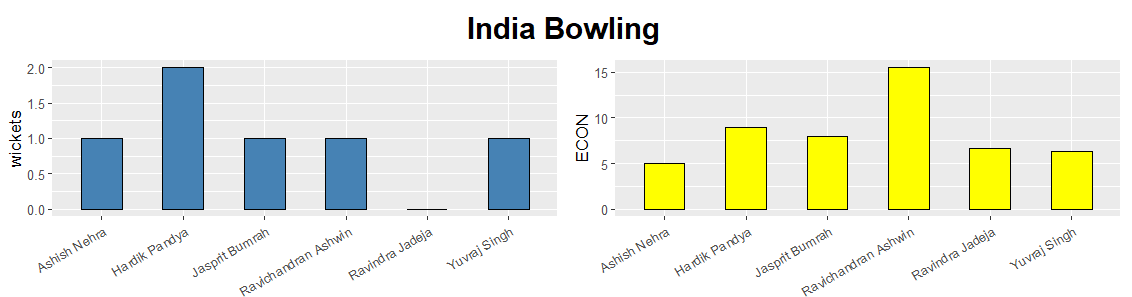 India Bowling
wickets
2.0
1.5
1.0
0.5
0.0
Ashish Nehra
Hardik Pandya
Jasprit Bumrah
Ravichandran Ashwin
Ravindra Jadeja
Yuvraj Singh
ECON
15
10
5
0
Ashish Nehra
Hardik Pandya
Jasprit Bumrah
Ravichandran Ashwin
Ravindra Jadeja
Yuvraj Singh